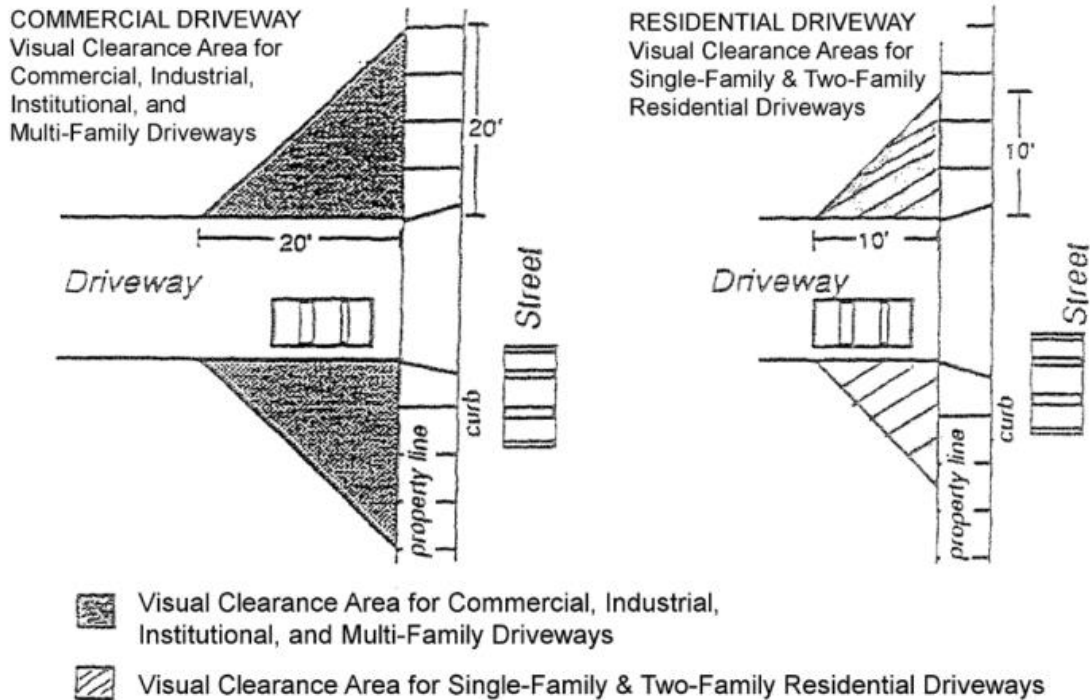 COMMERCIAL DRIVEWAY
Visual Clearance Area for
Commercial, Industrial,
Institutional, and
Multi-Family Driveways
20'
20'
Driveway
Street
curb
property line
RESIDENTIAL DRIVEWAY
Visual Clearance Areas for
Single-Family & Two-Family
Residential Driveways
10'
10'
Driveway
Street
curb
property line
Visual Clearance Area for Commercial, Industrial,
Institutional, and Multi-Family Driveways
Visual Clearance Area for Single-Family & Two-Family Residential Driveways